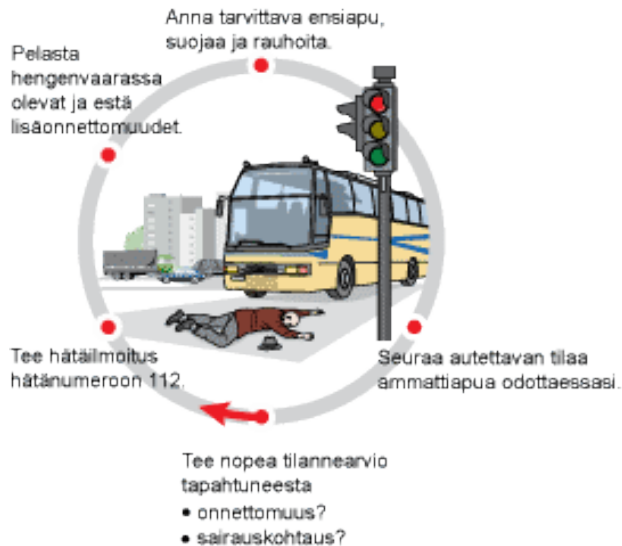 Anna tarvittava ensiapu,
suojaa ja rauhoita.
Pelasta
hengenvaarassa
olevat ja estä
lisäonnettomuudet.
Tee hätäilmoitus
hätänumeroon 112.
Seuraa autettavan tilaa
ammattiapua odottaessasi.
Tee nopea tilannearvio
tapahtuneesta
• onnettomuus?
• sairauskohtaus?